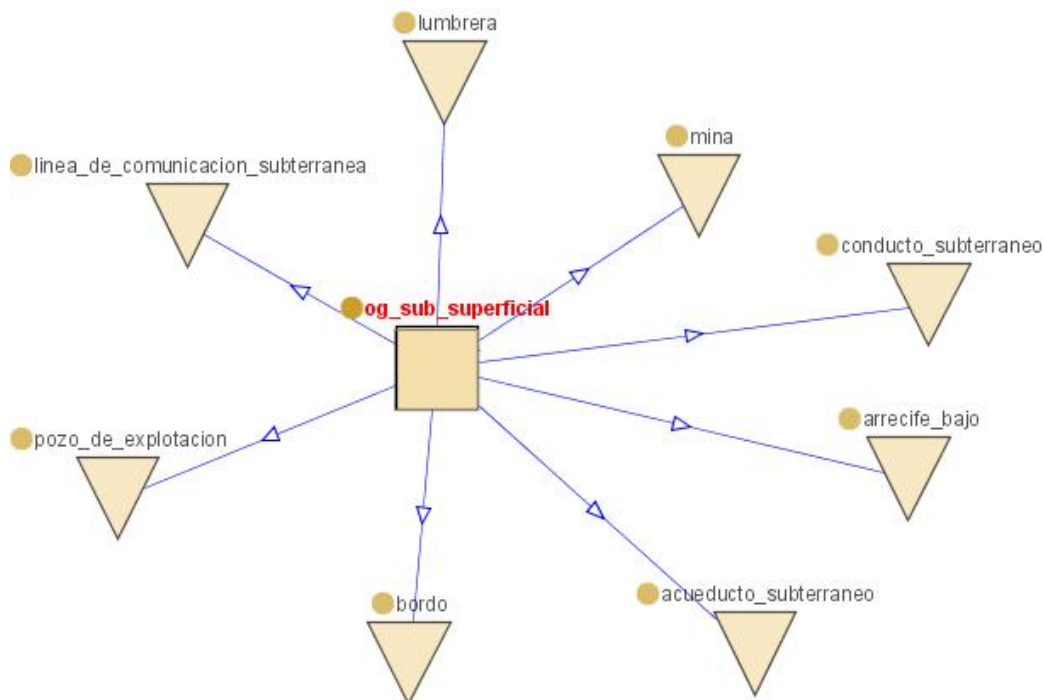 lumbrera
mina
linea_de_comunicacion_subterranea
conducto_subterraneo
og_sub_superficial
arrecife_bajo
pozo_de_explotacion
acueducto_subterraneo
bordo